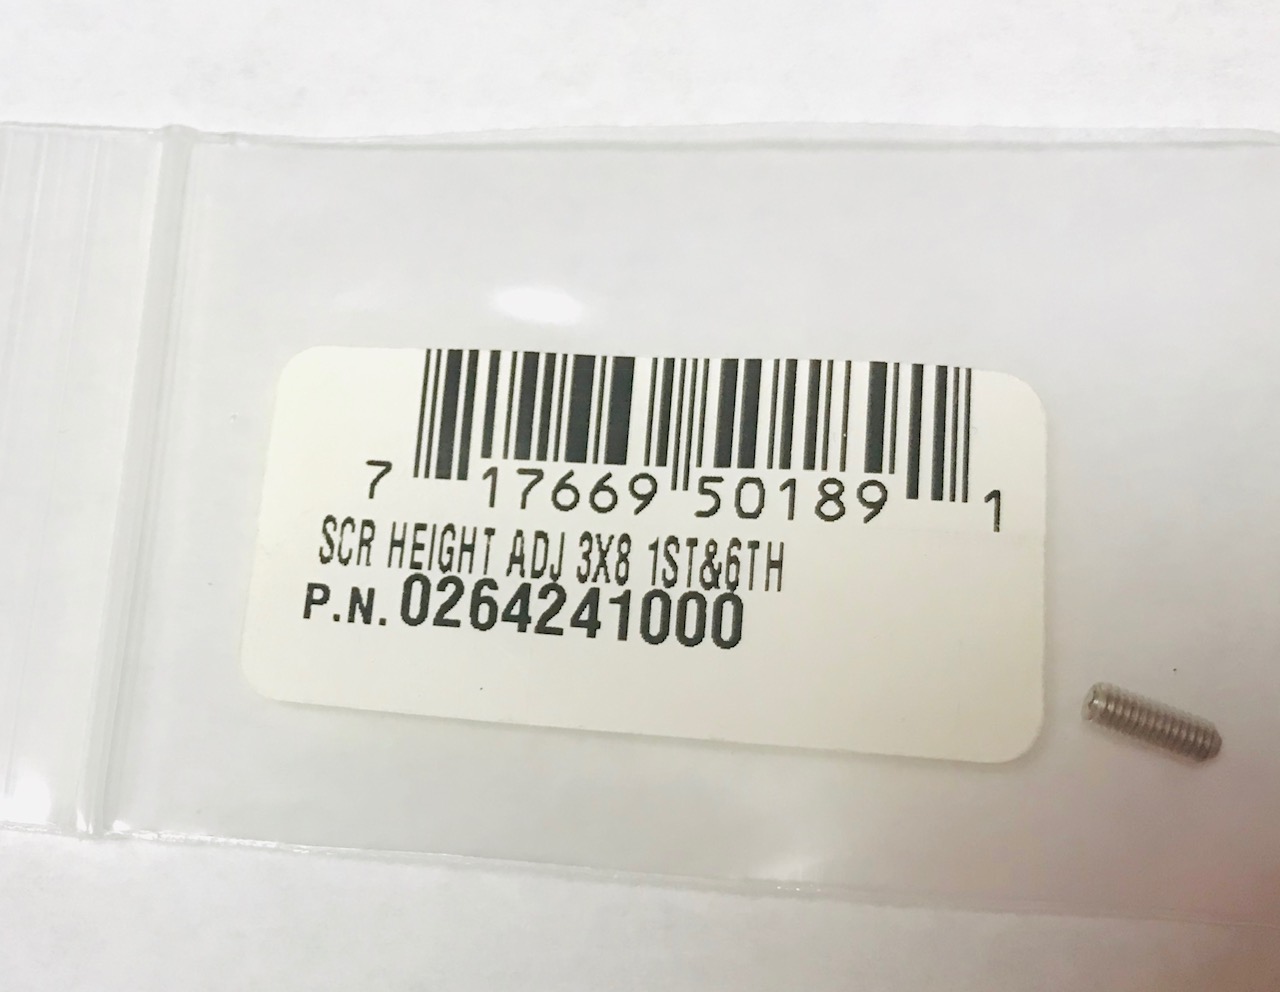 7 17669 50189 1
SCR HEIGHT ADJ 3X8 1ST&6TH
P.N. 0264241000